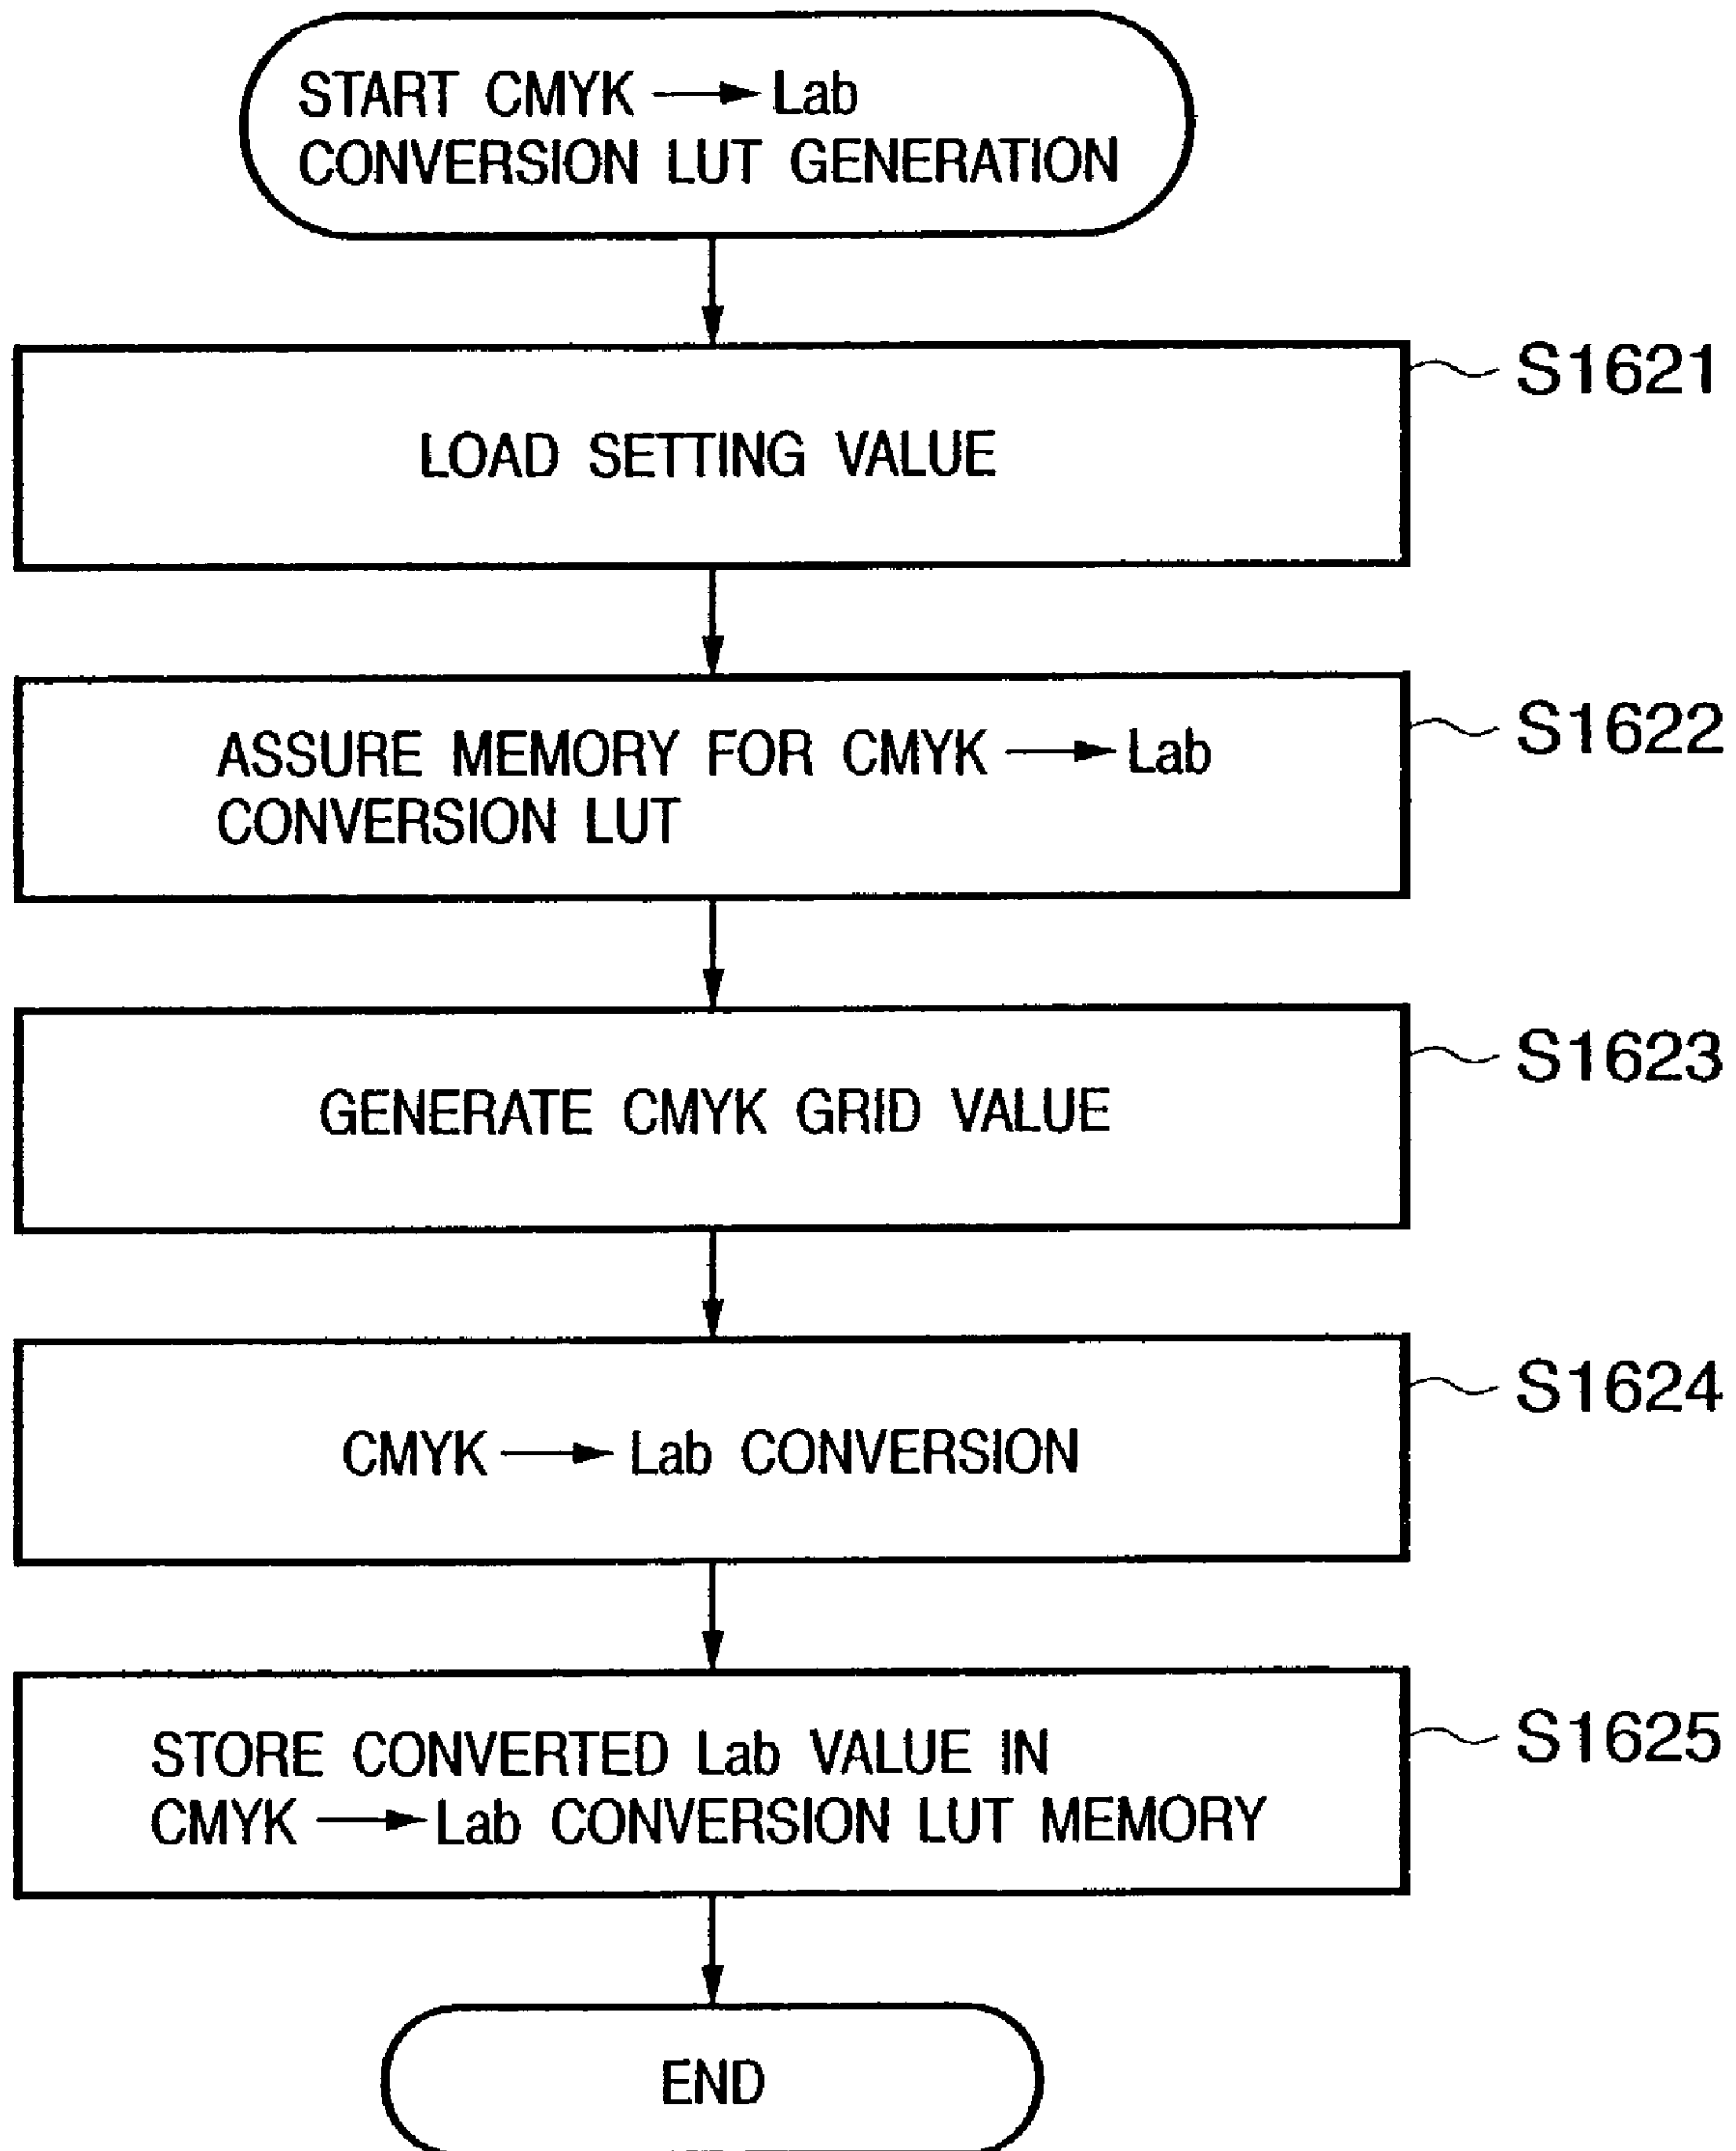 START CMYK → Lab
CONVERSION LUT GENERATION
S1621
LOAD SETTING VALUE
S1622
ASSURE MEMORY FOR CMYK → Lab
CONVERSION LUT
S1623
GENERATE CMYK GRID VALUE
S1624
CMYK → Lab CONVERSION
S1625
STORE CONVERTED Lab VALUE IN
CMYK → Lab CONVERSION LUT MEMORY
END